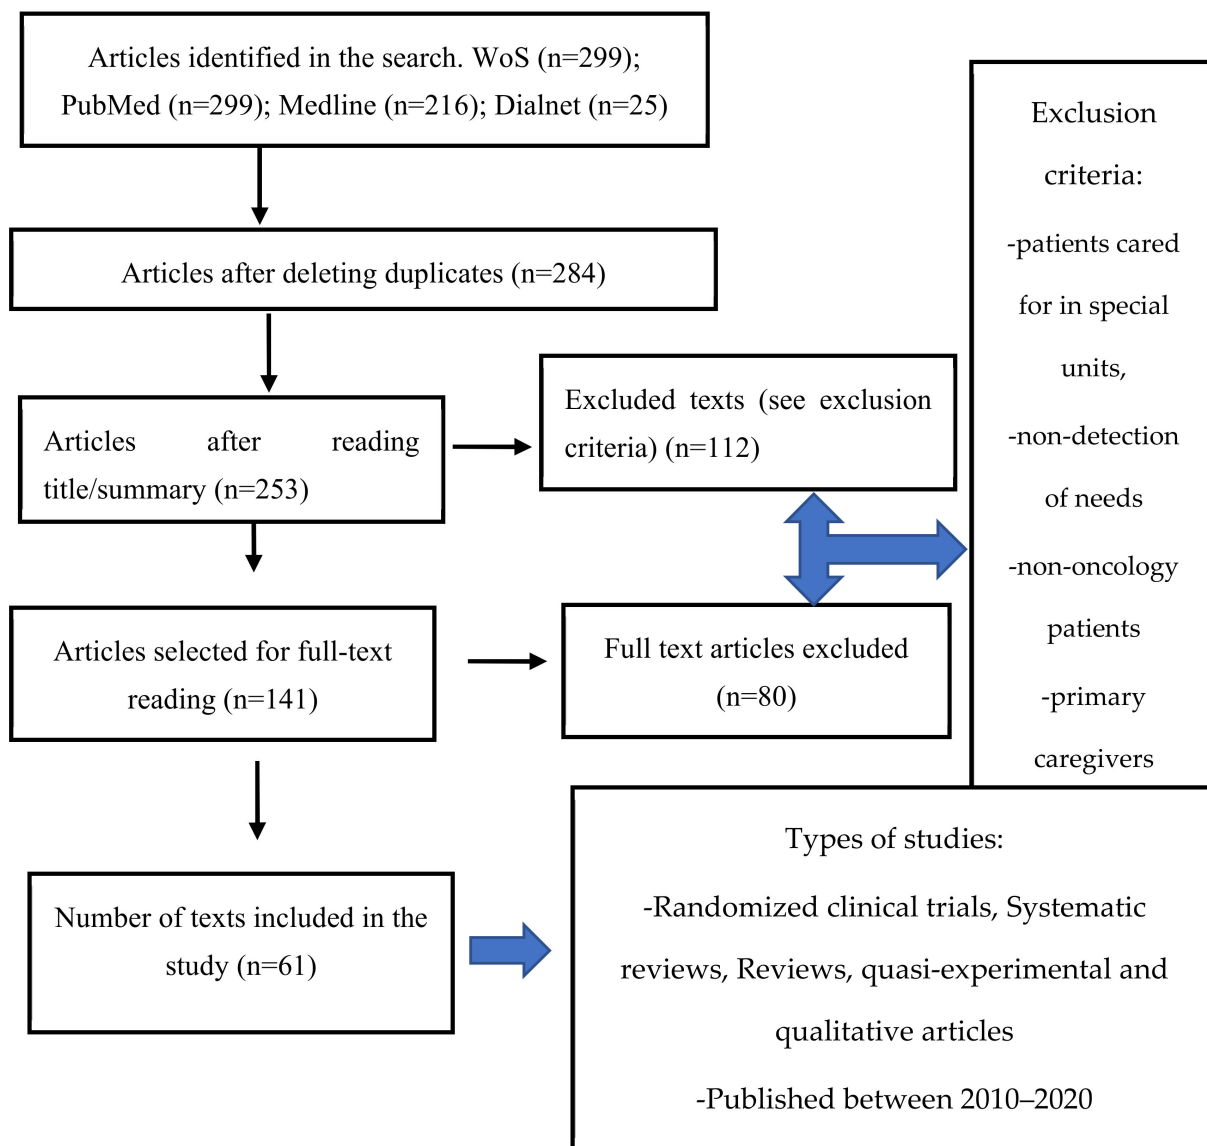 Articles identified in the search. WoS (n=299);
PubMed (n=299); Medline (n=216); Dialnet (n=25)
Articles after deleting duplicates (n=284)
Articles after reading
title/summary (n=253)
Excluded texts (see exclusion
criteria) (n=112)
Articles selected for full-text
reading (n=141)
Full text articles excluded
(n=80)
Number of texts included in the
study (n=61)
Exclusion
criteria:
-patients cared
for in special
units,
-non-detection
of needs
-non-oncology
patients
-primary
caregivers
Types of studies:
-Randomized clinical trials, Systematic
reviews, Reviews, quasi-experimental and
qualitative articles
-Published between 2010–2020